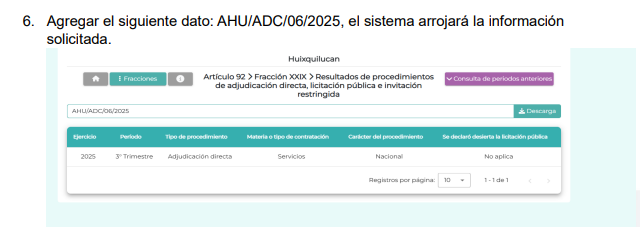 6. Agregar el siguiente dato: AHU/ADC/06/2025, el sistema arrojará la información
solicitada.
Huixquilucan
Fracciones
Artículo 92 > Fracción XXIX > Resultados de procedimientos
de adjudicación directa, licitación pública e invitación
restringida
Consulta de periodos anteriores
AHU/ADC/06/2025
Descarga
Ejercicio Periodo Tipo de procedimiento Materia o tipo de contratación Carácter del procedimiento Se declaró desierta la licitación pública
2025 3° Trimestre Adjudicación directa Servicios Nacional No aplica
Registros por página: 10 1 - 1 de 1